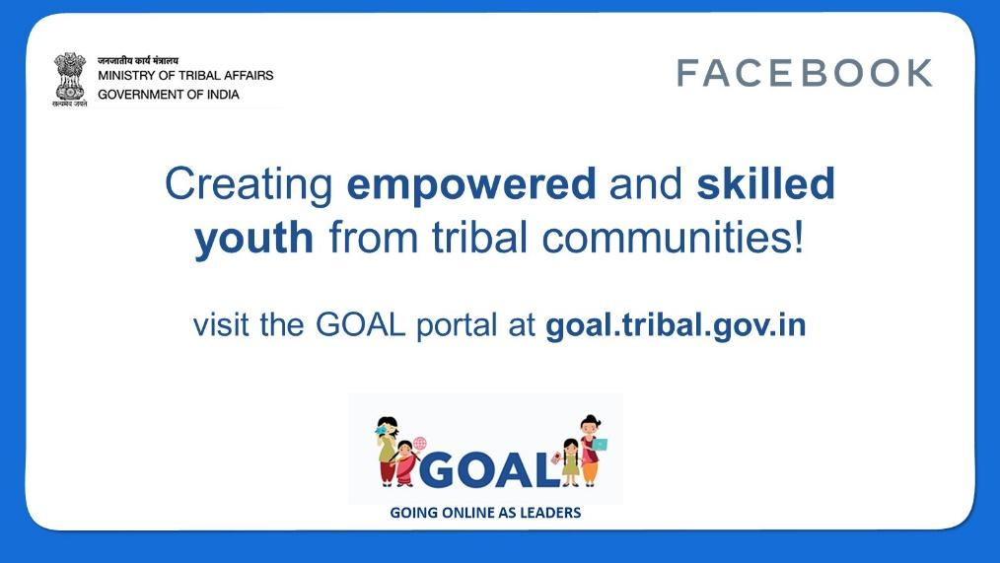 जनजातीय कार्य मंत्रालय
MINISTRY OF TRIBAL AFFAIRS
GOVERNMENT OF INDIA
सत्यमेव जयते
FACEBOOK
Creating empowered and skilled
youth from tribal communities!
visit the GOAL portal at goal.tribal.gov.in
GOAL
GOING ONLINE AS LEADERS